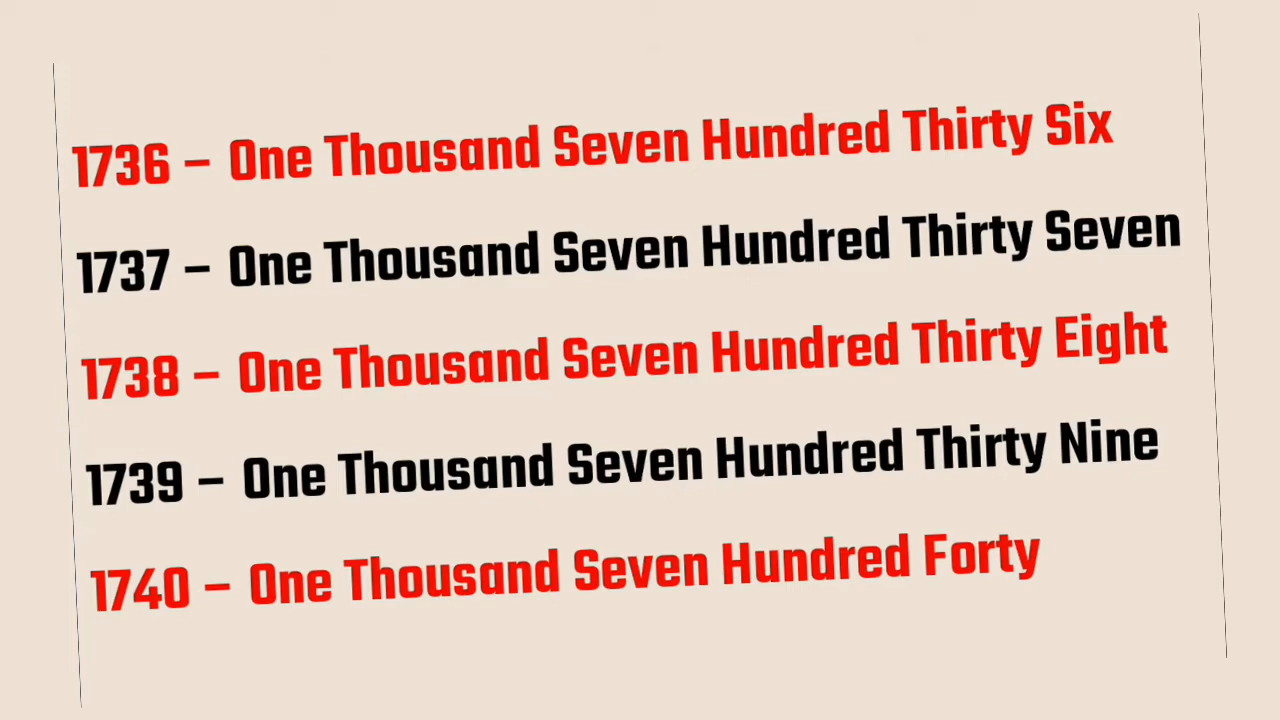 1736 – One Thousand Seven Hundred Thirty Six
1737 – One Thousand Seven Hundred Thirty Seven
1738 – One Thousand Seven Hundred Thirty Eight
1739 – One Thousand Seven Hundred Thirty Nine
1740 – One Thousand Seven Hundred Forty